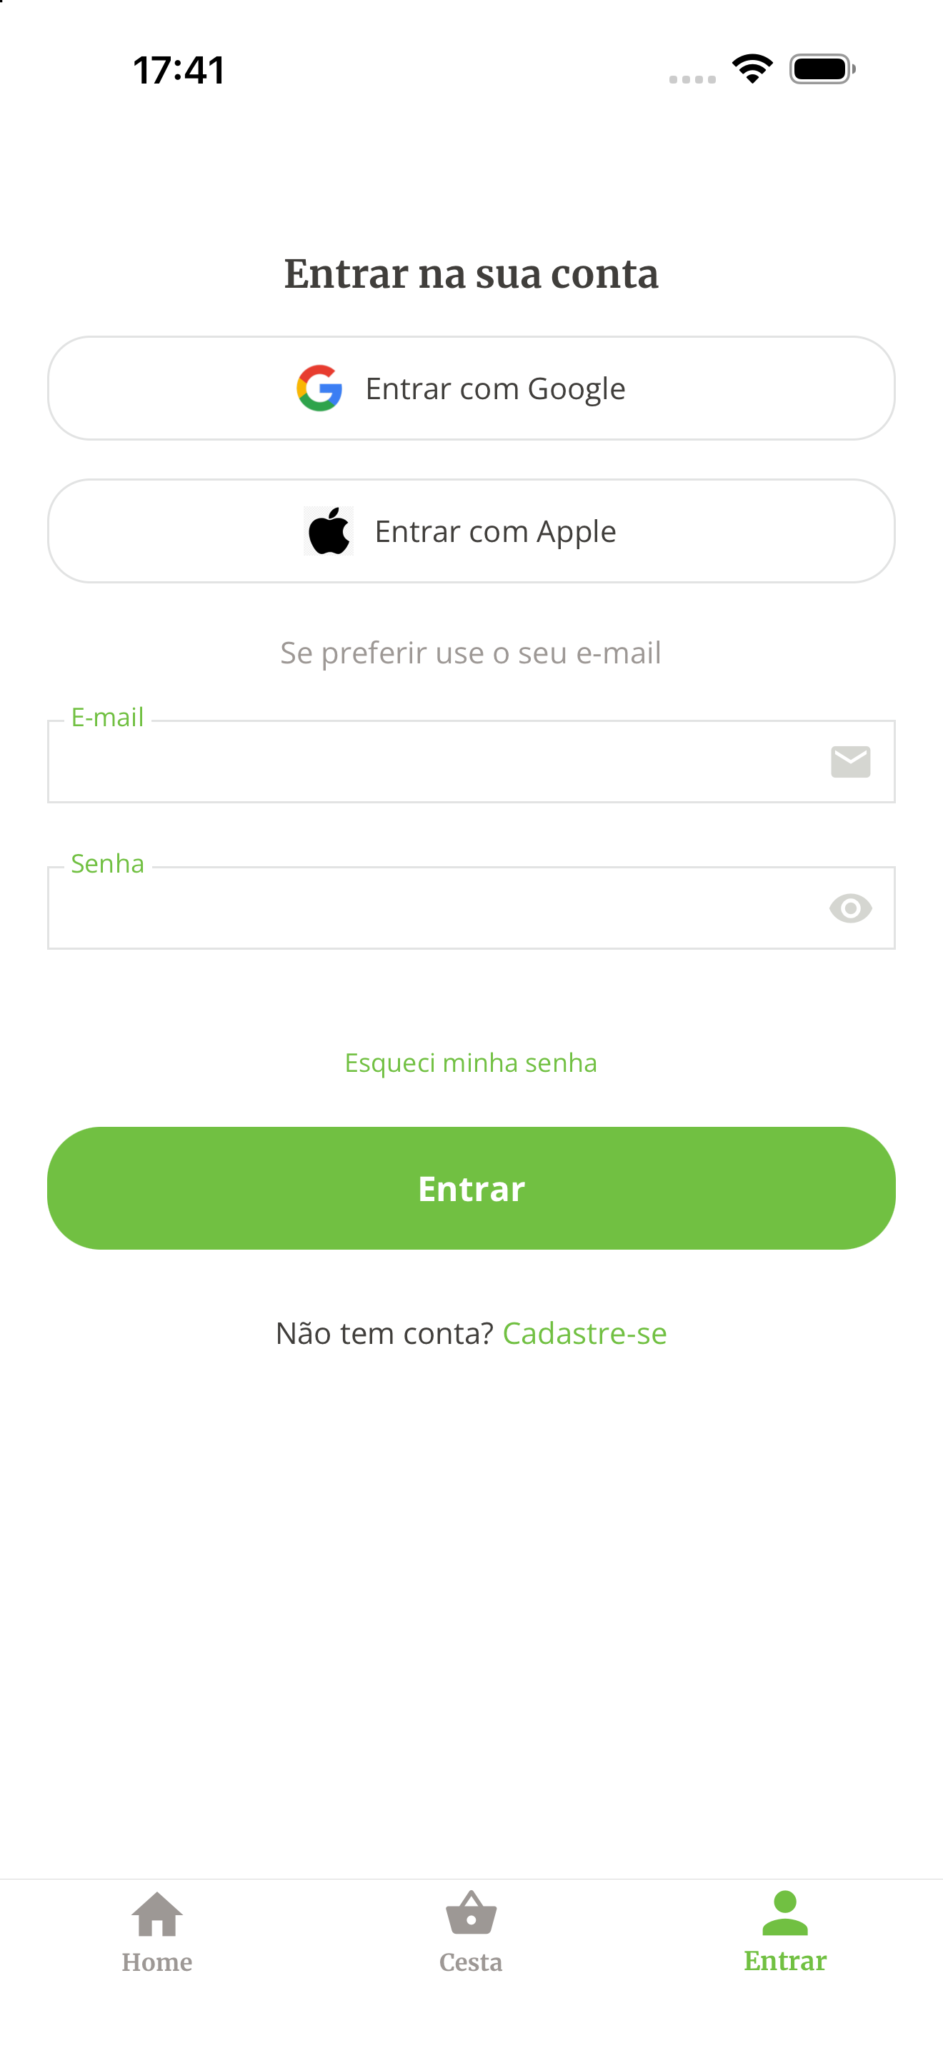 17:41
Entrar na sua conta
Entrar com Google
Entrar com Apple
Se preferir use o seu e-mail
E-mail
Senha
Esqueci minha senha
Entrar
Não tem conta? Cadastre-se
Home
Cesta
Entrar